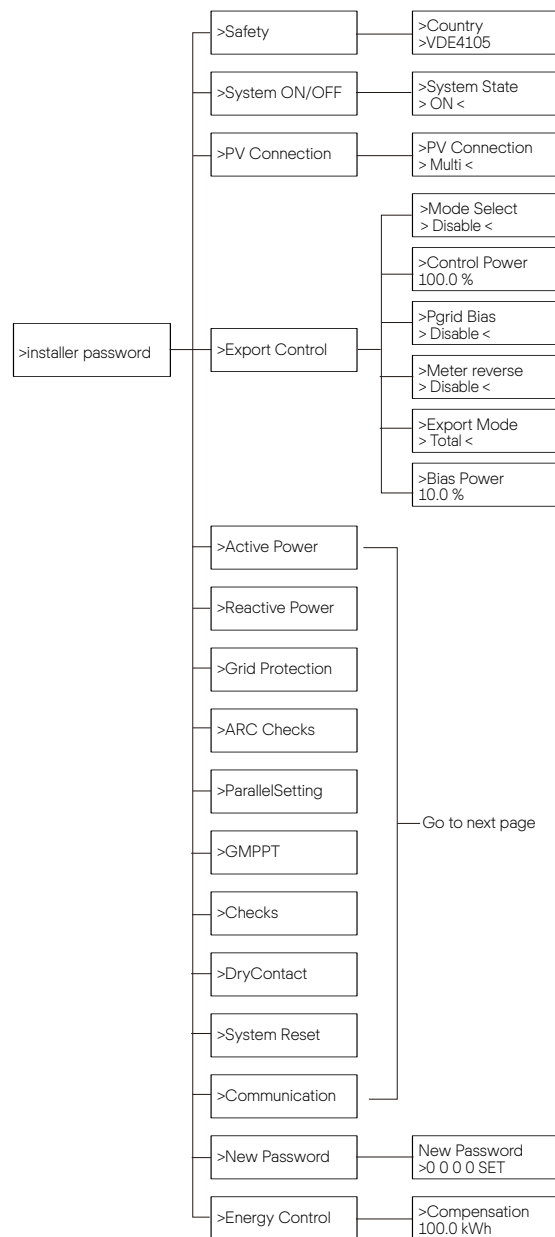 >installer password
>Safety
>Country
>VDE4105
>System ON/OFF
>System State
> ON <
>PV Connection
>PV Connection
> Multi <
>Export Control
>Mode Select
> Disable <
>Control Power
100.0 %
>Pgrid Bias
> Disable <
>Meter reverse
> Disable <
>Export Mode
> Total <
>Bias Power
10.0 %
>Active Power
>Reactive Power
>Grid Protection
>ARC Checks
>ParallelSetting
>GMPPT
>Checks
>DryContact
>System Reset
>Communication
Go to next page
>New Password
New Password
>0 0 0 0 SET
>Energy Control
>Compensation
100.0 kWh